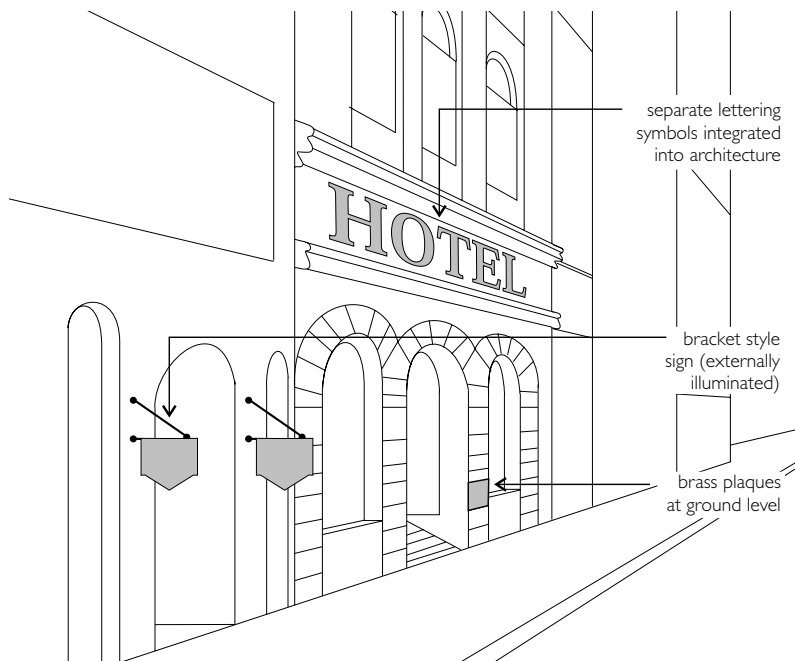 separate lettering
symbols integrated
into architecture
HOTEL
bracket style
sign (externally
illuminated)
brass plaques
at ground level